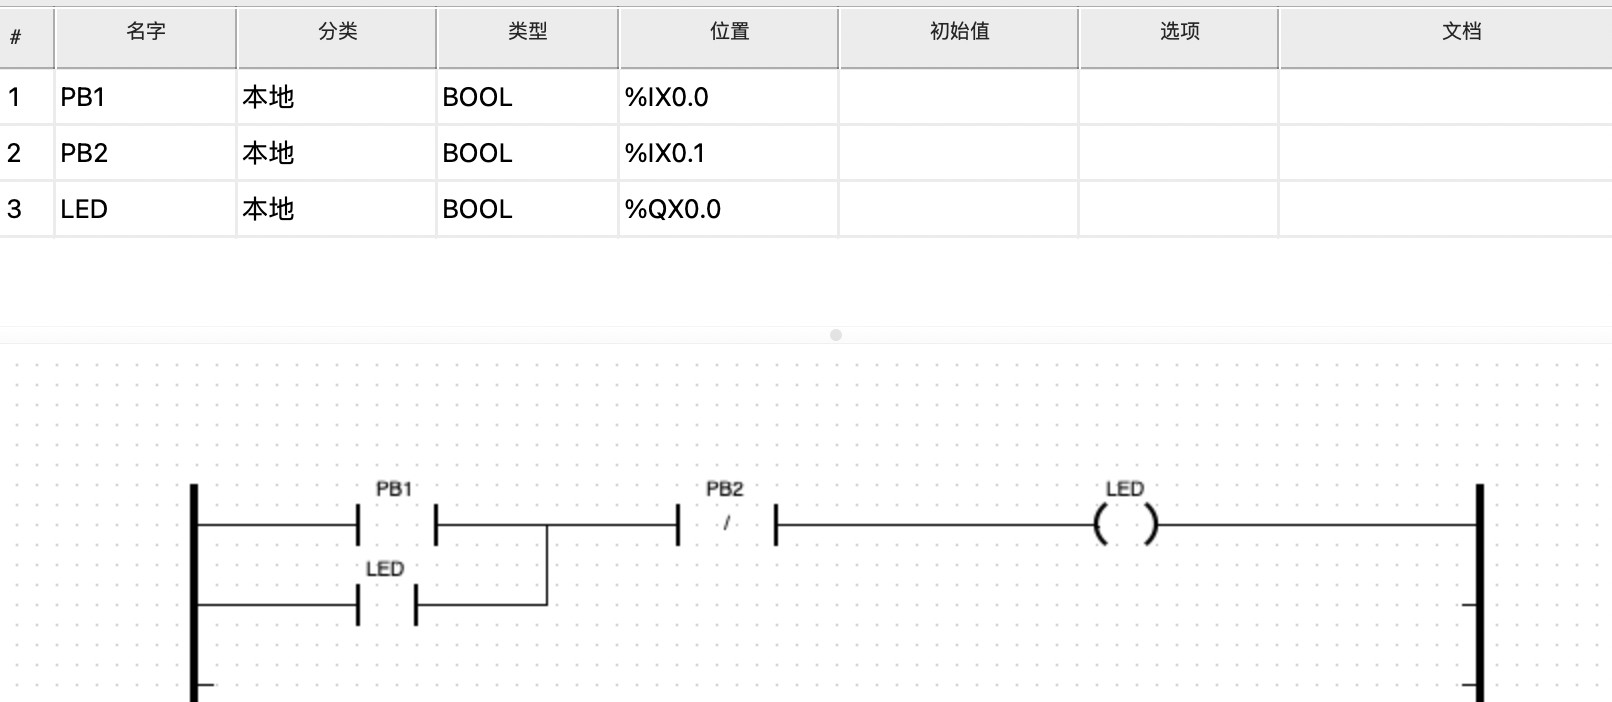 # 名字 分类 类型 位置 初始值 选项 文档
1 PB1 本地 BOOL %IX0.0
2 PB2 本地 BOOL %IX0.1
3 LED 本地 BOOL %QX0.0
PB1 PB2 LED
/
LED